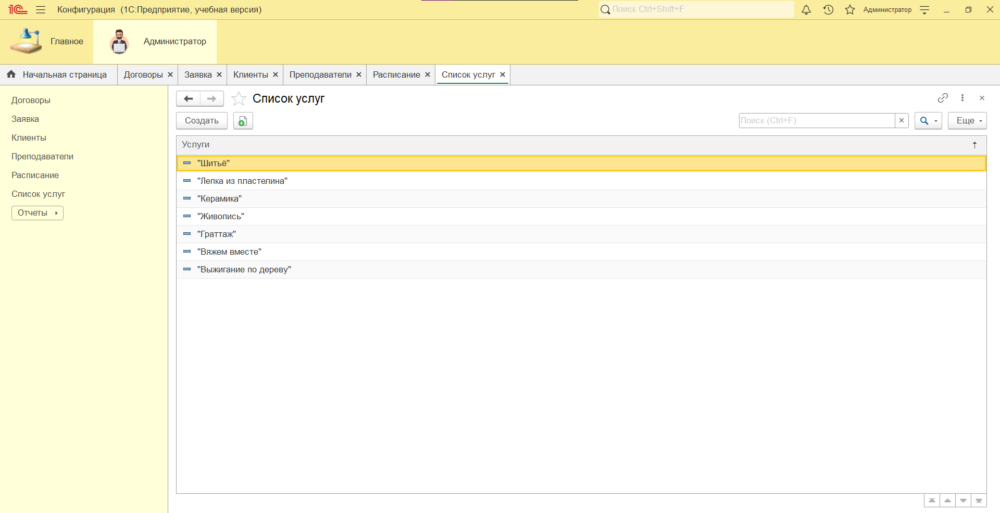 1С Конфигурация (1С:Предприятие, учебная версия) Поиск Ctrl+Shift+F Администратор
Главное Администратор
Начальная страница Договоры Заявка Клиенты Преподаватели Расписание Список услуг
Договоры
Заявка
Клиенты
Преподаватели
Расписание
Список услуг
Отчеты
Список услуг
Создать Поиск (Ctrl+F) Еще
Услуги
"Шитьё"
"Лепка из пластелина"
"Керамика"
"Живопись"
"Граттаж"
"Вяжем вместе"
"Выжигание по дереву"